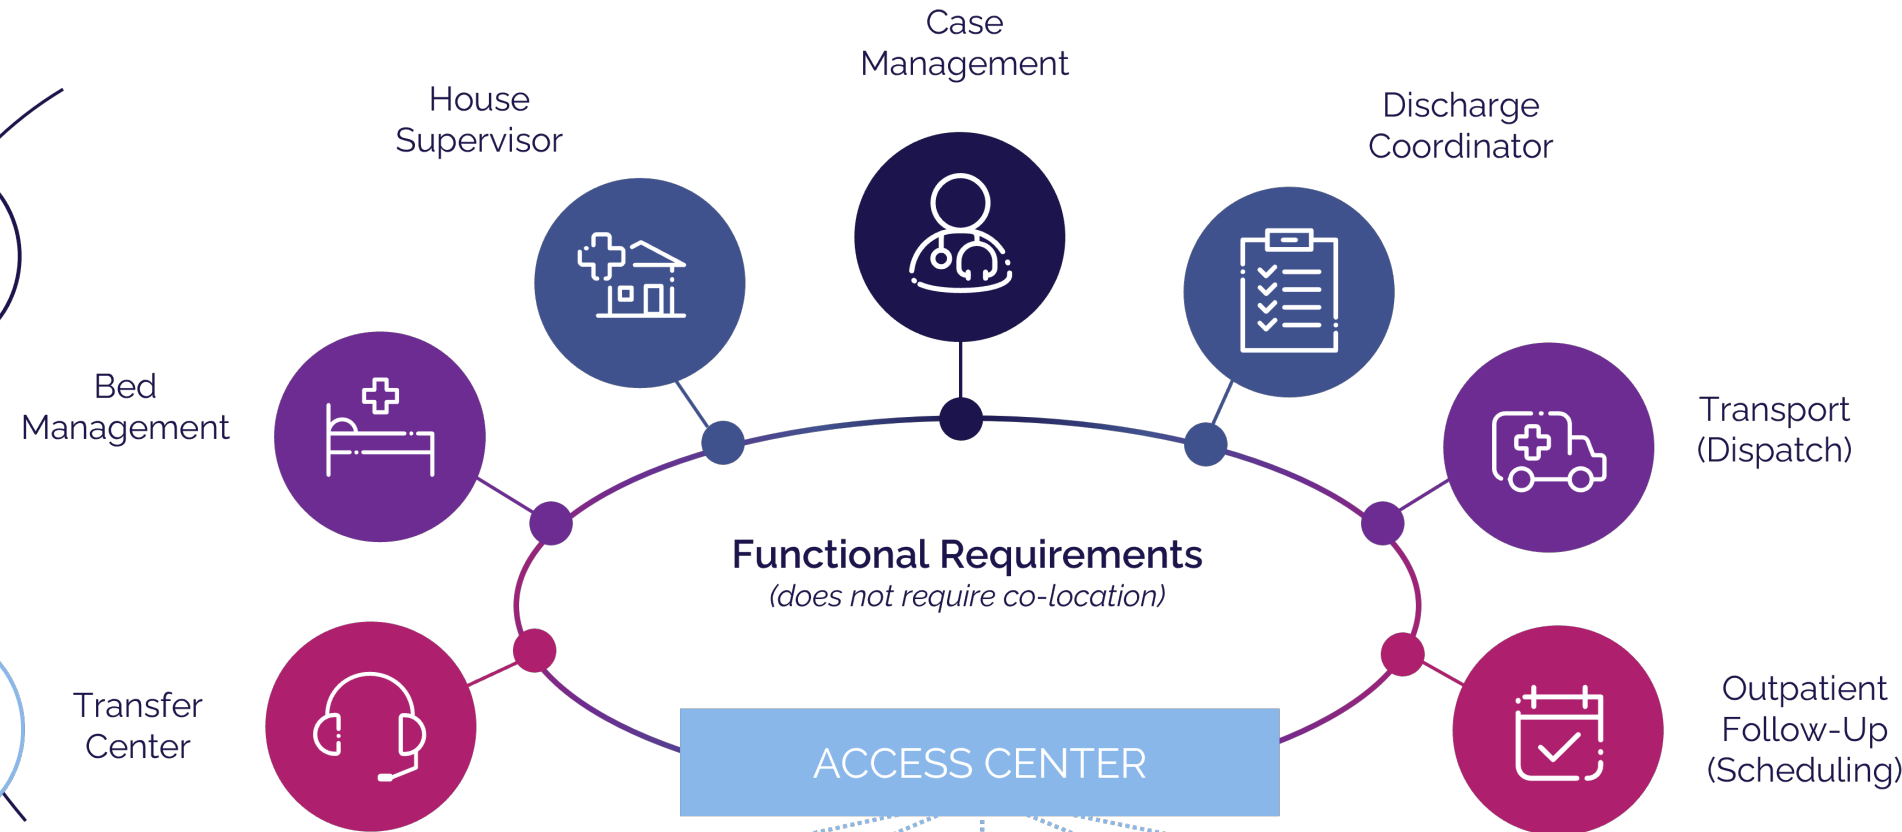 Case
Management
House
Supervisor
Discharge
Coordinator
Bed
Management
Transport
(Dispatch)
Functional Requirements
(does not require co-location)
Transfer
Center
Outpatient
Follow-Up
(Scheduling)
ACCESS CENTER